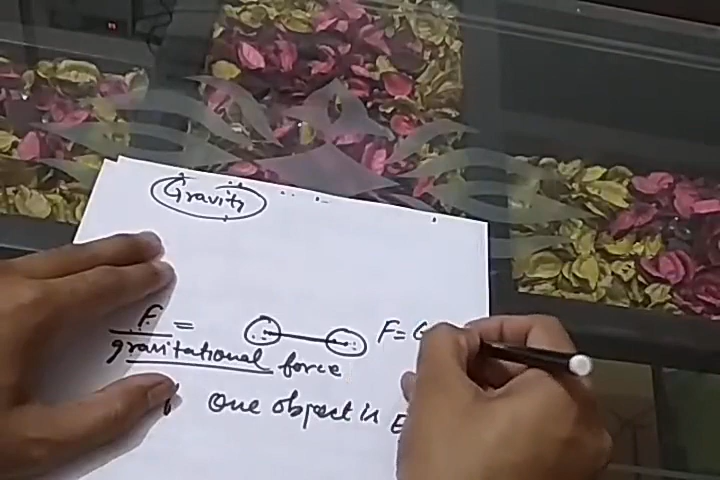 Gravity
F = F = G
gravitational force
One object is E